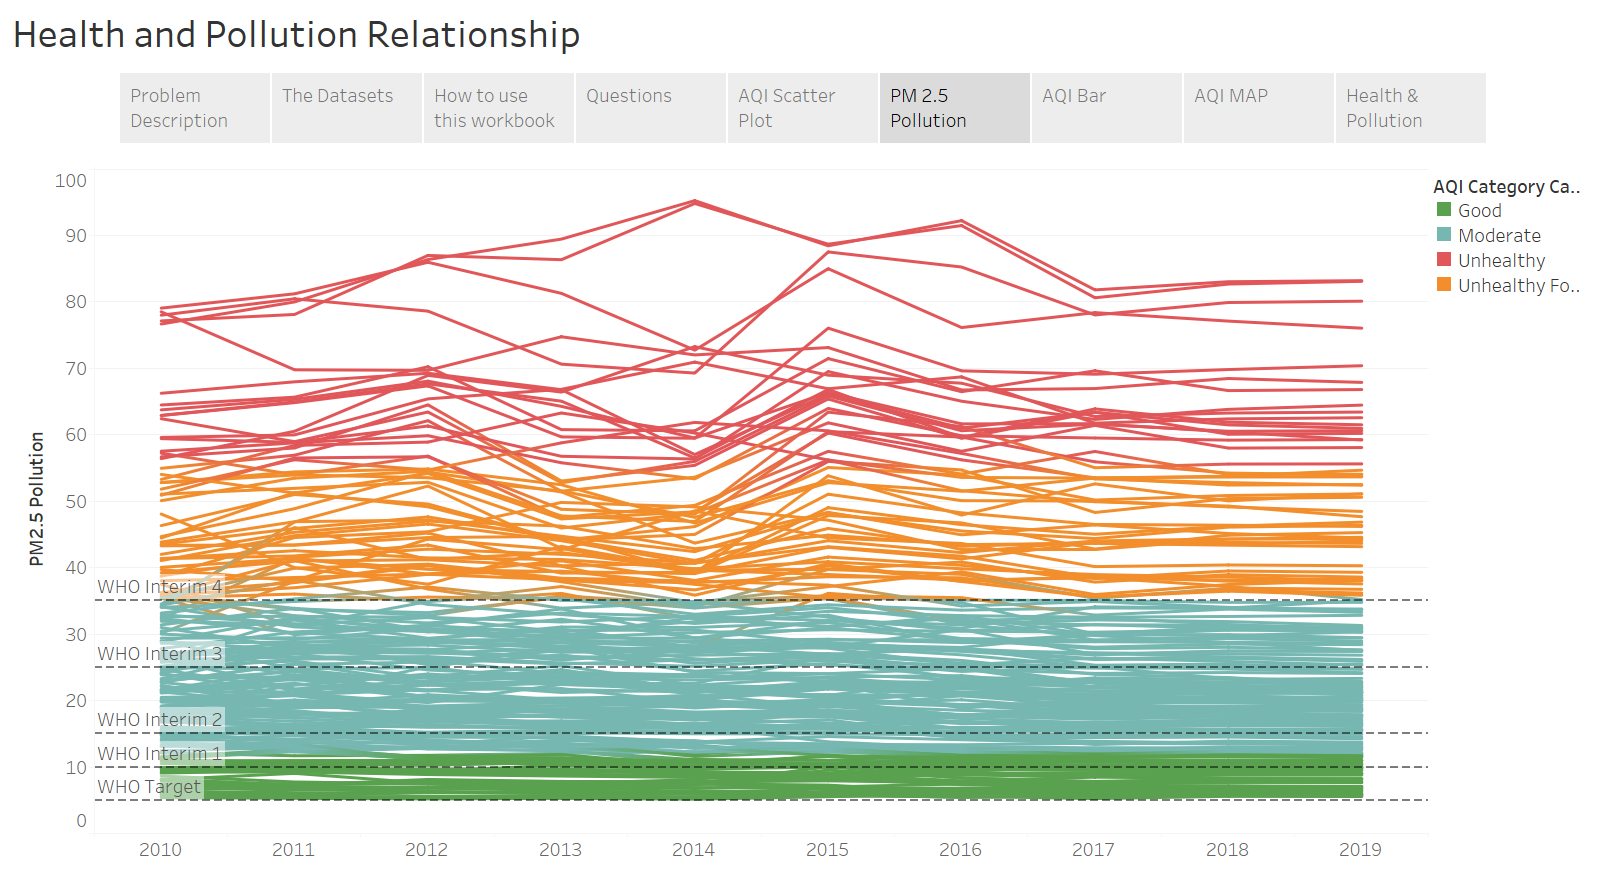 Health and Pollution Relationship
Problem
Description
The Datasets
How to use
this workbook
Questions
AQI Scatter
Plot
PM 2.5
Pollution
AQI Bar
AQI MAP
Health &
Pollution
AQI Category Ca..
Good
Moderate
Unhealthy
Unhealthy Fo..
PM2.5 Pollution
100
90
80
70
60
50
40
30
20
10
0
WHO Interim 4
WHO Interim 3
WHO Interim 2
WHO Interim 1
WHO Target
2010
2011
2012
2013
2014
2015
2016
2017
2018
2019